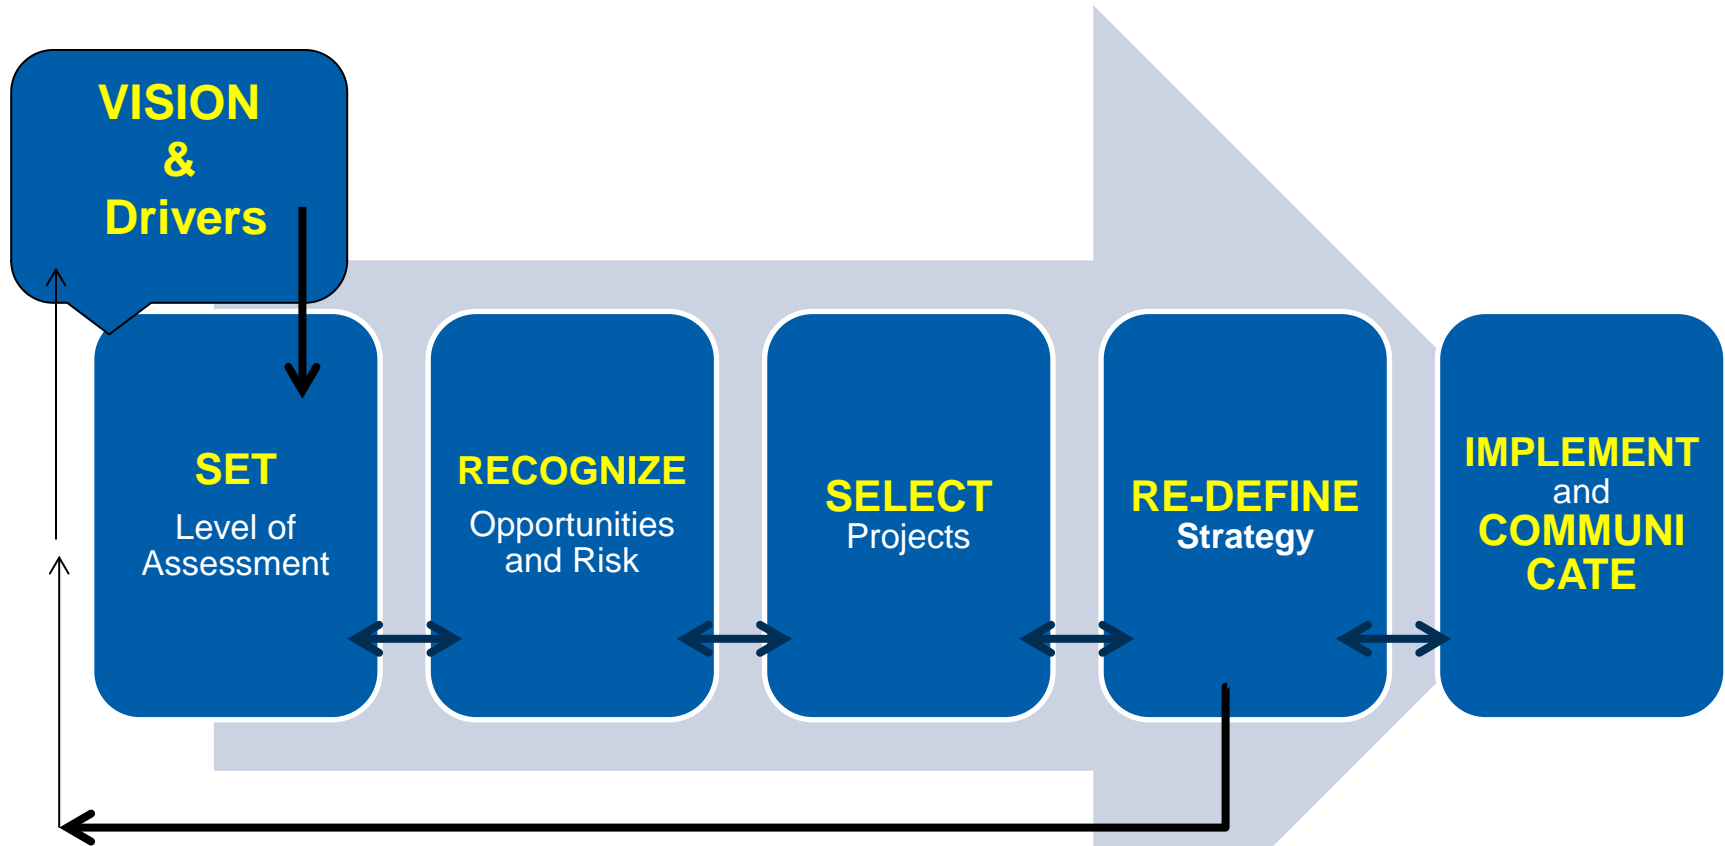 VISION
&
Drivers
SET
Level of
Assessment
RECOGNIZE
Opportunities
and Risk
SELECT
Projects
RE-DEFINE
Strategy
IMPLEMENT
and
COMMUNI
CATE